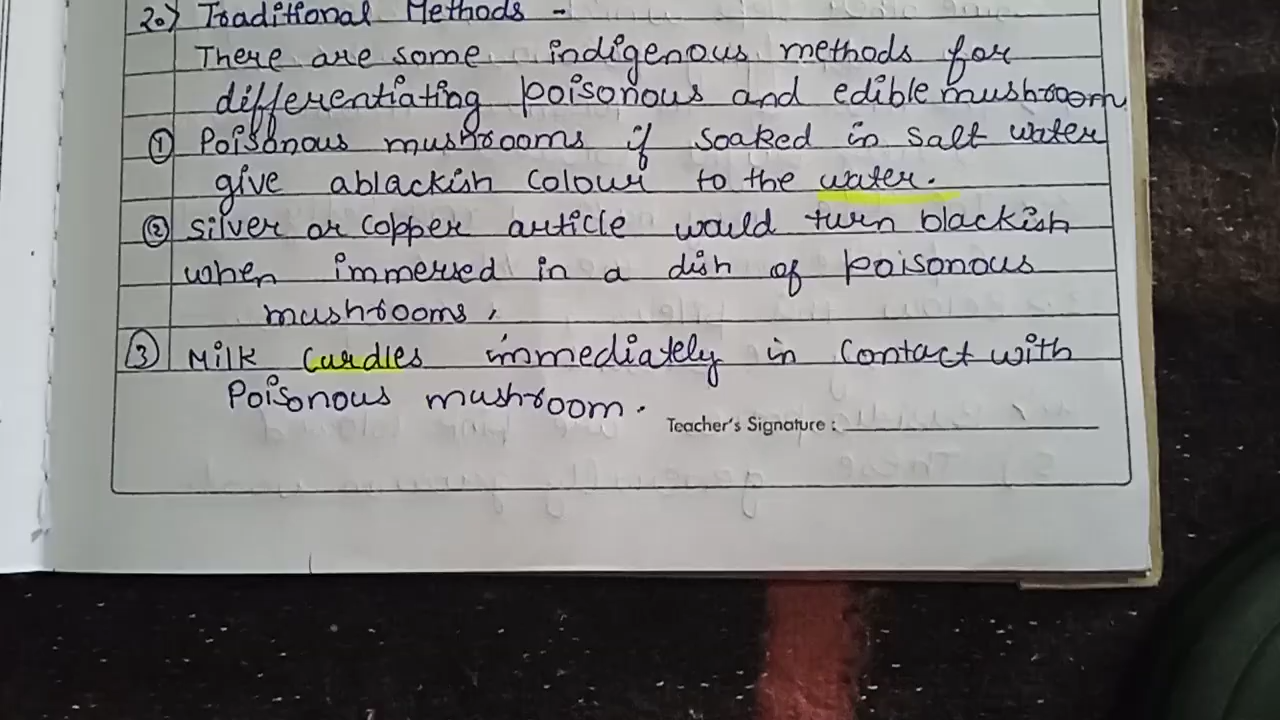 20) Traditional Methods -
There are some indigenous methods for
differentiating poisonous and edible mushroom
① Poisonous mushrooms if soaked in salt water
give a blackish colour to the water.
② silver or copper article would turn blackish
when immersed in a dish of poisonous
mushrooms,
③ Milk curdles immediately in contact with
Poisonous mushroom.
Teacher's Signature :